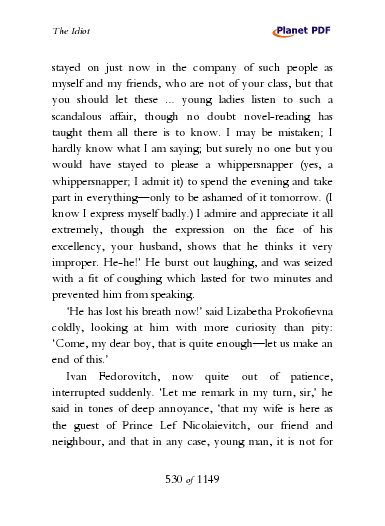 The Idiot
Planet PDF
stayed on just now in the company of such people as
myself and my friends, who are not of your class, but that
you should let these ... young ladies listen to such a
scandalous affair, though no doubt novel-reading has
taught them all there is to know. I may be mistaken; I
hardly know what I am saying; but surely no one but you
would have stayed to please a whippersnapper (yes, a
whippersnapper; I admit it) to spend the evening and take
part in everything—only to be ashamed of it tomorrow. (I
know I express myself badly.) I admire and appreciate it all
extremely, though the expression on the face of his
excellency, your husband, shows that he thinks it very
improper. He-he!’ He burst out laughing, and was seized
with a fit of coughing which lasted for two minutes and
prevented him from speaking.
‘He has lost his breath now!’ said Lizabetha Prokofievna
coldly, looking at him with more curiosity than pity:
‘Come, my dear boy, that is quite enough—let us make an
end of this.’
Ivan Fedorovitch, now quite out of patience,
interrupted suddenly. ‘Let me remark in my turn, sir,’ he
said in tones of deep annoyance, ‘that my wife is here as
the guest of Prince Lef Nicolaievitch, our friend and
neighbour, and that in any case, young man, it is not for
530 of 1149